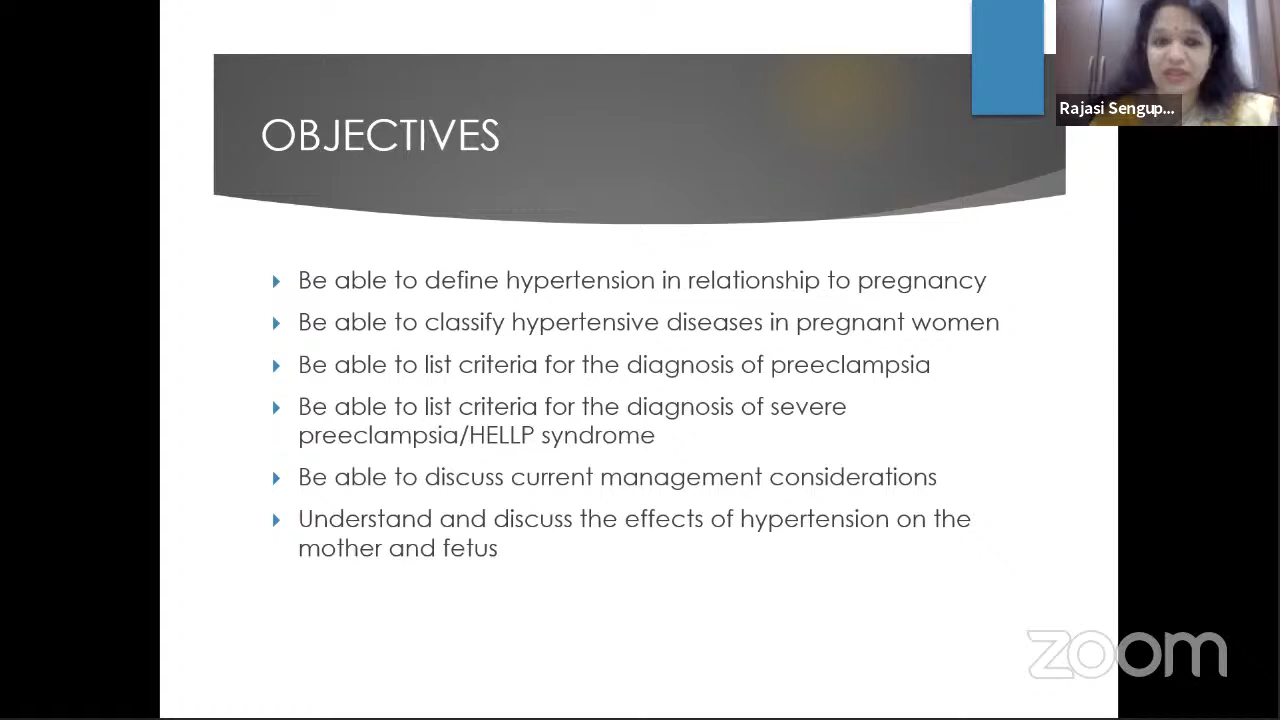 OBJECTIVES
Rajasi Sengup...
Be able to define hypertension in relationship to pregnancy
Be able to classify hypertensive diseases in pregnant women
Be able to list criteria for the diagnosis of preeclampsia
Be able to list criteria for the diagnosis of severe
preeclampsia/HELLP syndrome
Be able to discuss current management considerations
Understand and discuss the effects of hypertension on the
mother and fetus
zoom